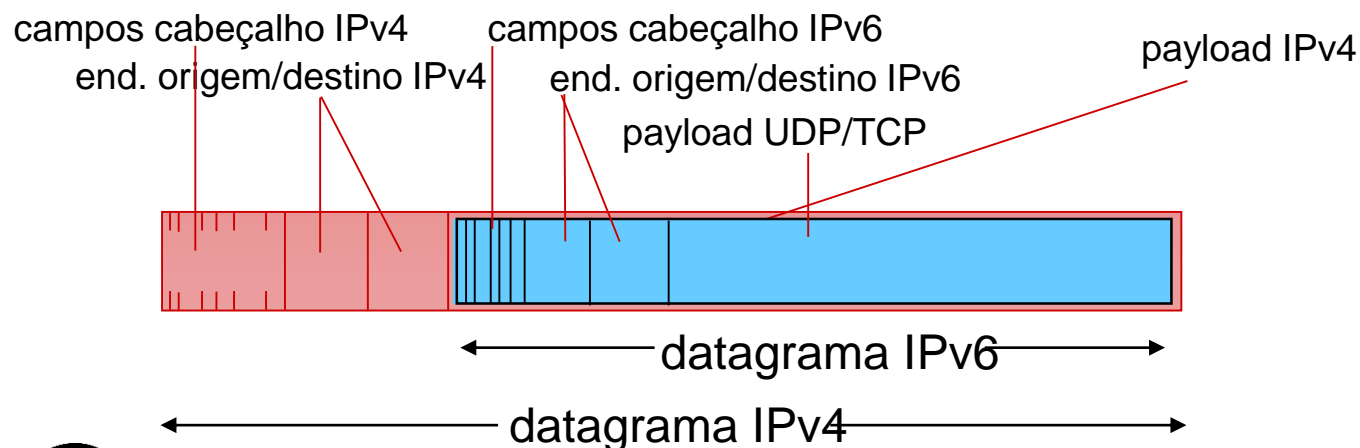 campos cabeçalho IPv4
campos cabeçalho IPv6
payload IPv4
end. origem/destino IPv4
end. origem/destino IPv6
payload UDP/TCP
datagrama IPv6
datagrama IPv4